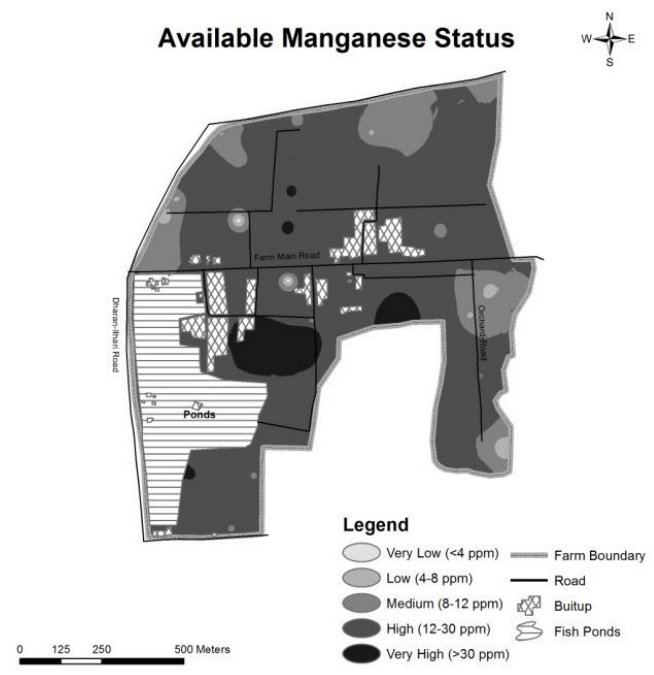 Available Manganese Status
N
W E
S
Farm Main Road
Dharan-Ithari Road
Orchard Road
Ponds
Legend
Very Low (<4 ppm)
Low (4-8 ppm)
Medium (8-12 ppm)
High (12-30 ppm)
Very High (>30 ppm)
Farm Boundary
Road
Buitup
Fish Ponds
0 125 250 500 Meters